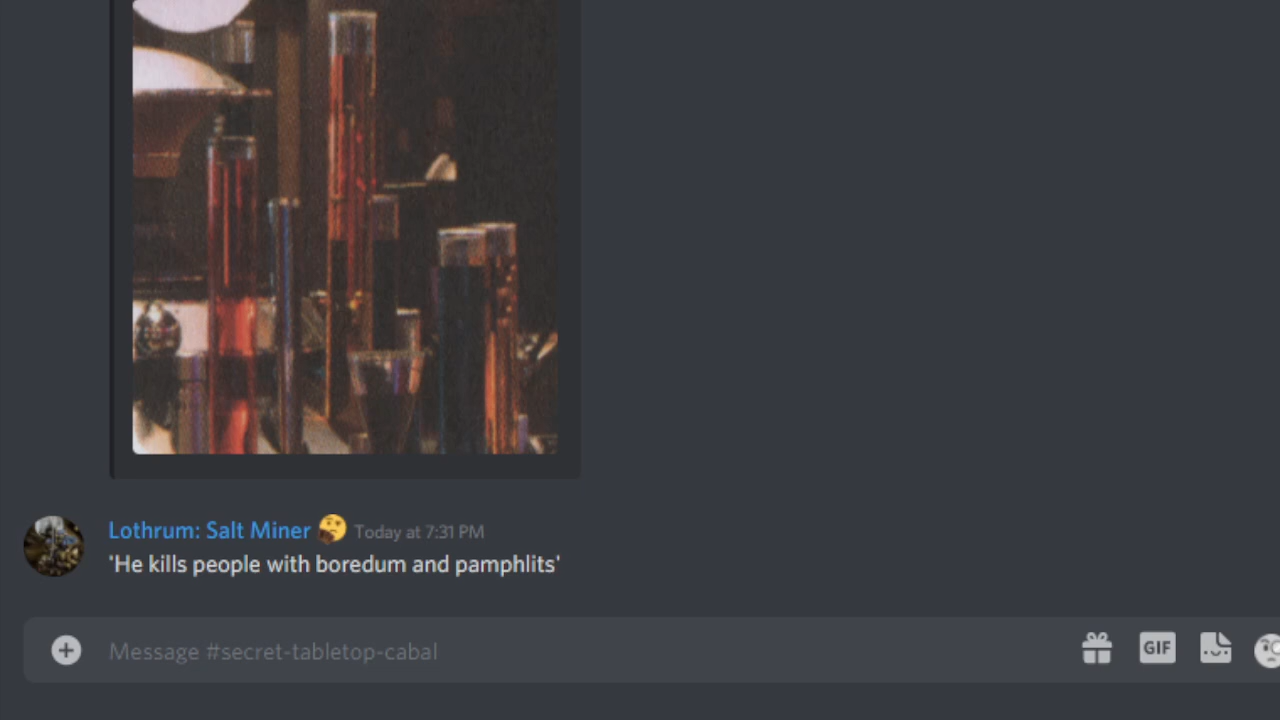 Lothrum: Salt Miner 🤔 Today at 7:31 PM
'He kills people with boredum and pamphlits'
Message #secret-tabletop-cabal
GIF